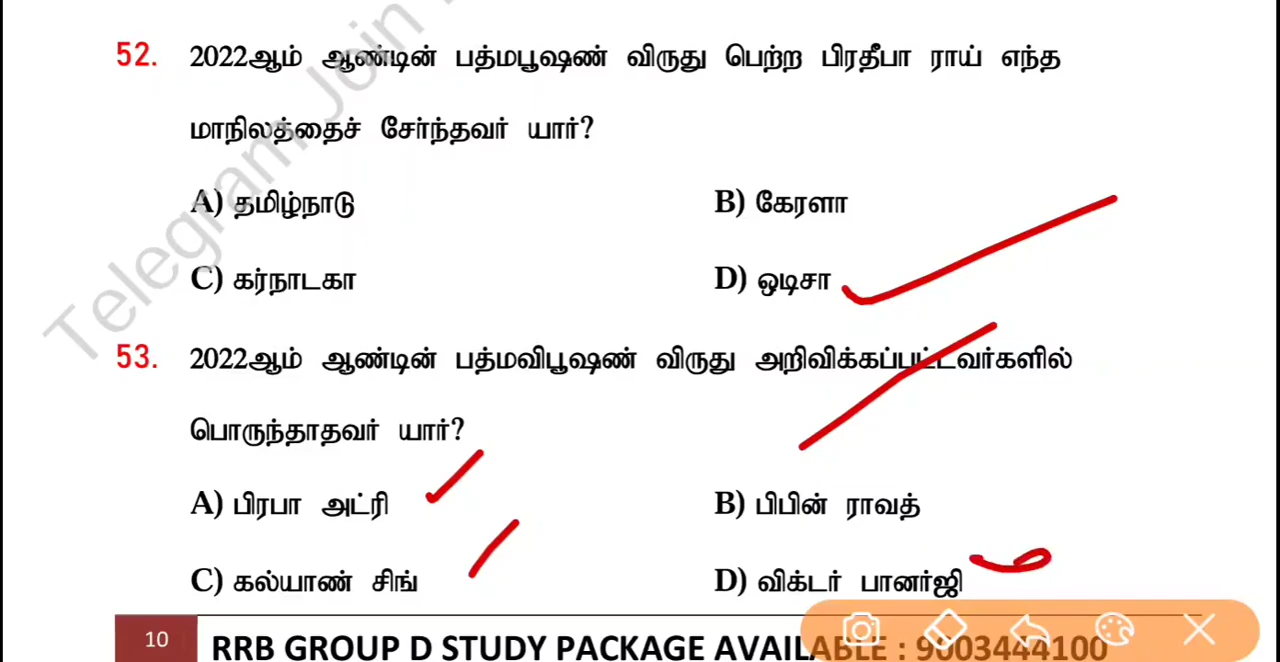 52. 2022ஆம் ஆண்டின் பத்மபூஷண் விருது பெற்ற பிரதீபா ராய் எந்த
மாநிலத்தைச் சேர்ந்தவர் யார்?
A) தமிழ்நாடு B) கேரளா
C) கர்நாடகா D) ஒடிசா
53. 2022ஆம் ஆண்டின் பத்மவிபூஷண் விருது அறிவிக்கப்பட்டவர்களில்
பொருந்தாதவர் யார்?
A) பிரபா அட்ரி B) பிபின் ராவத்
C) கல்யாண் சிங் D) விக்டர் பானர்ஜி
10 RRB GROUP D STUDY PACKAGE AVAILABLE : 9003444100
Telegram Join